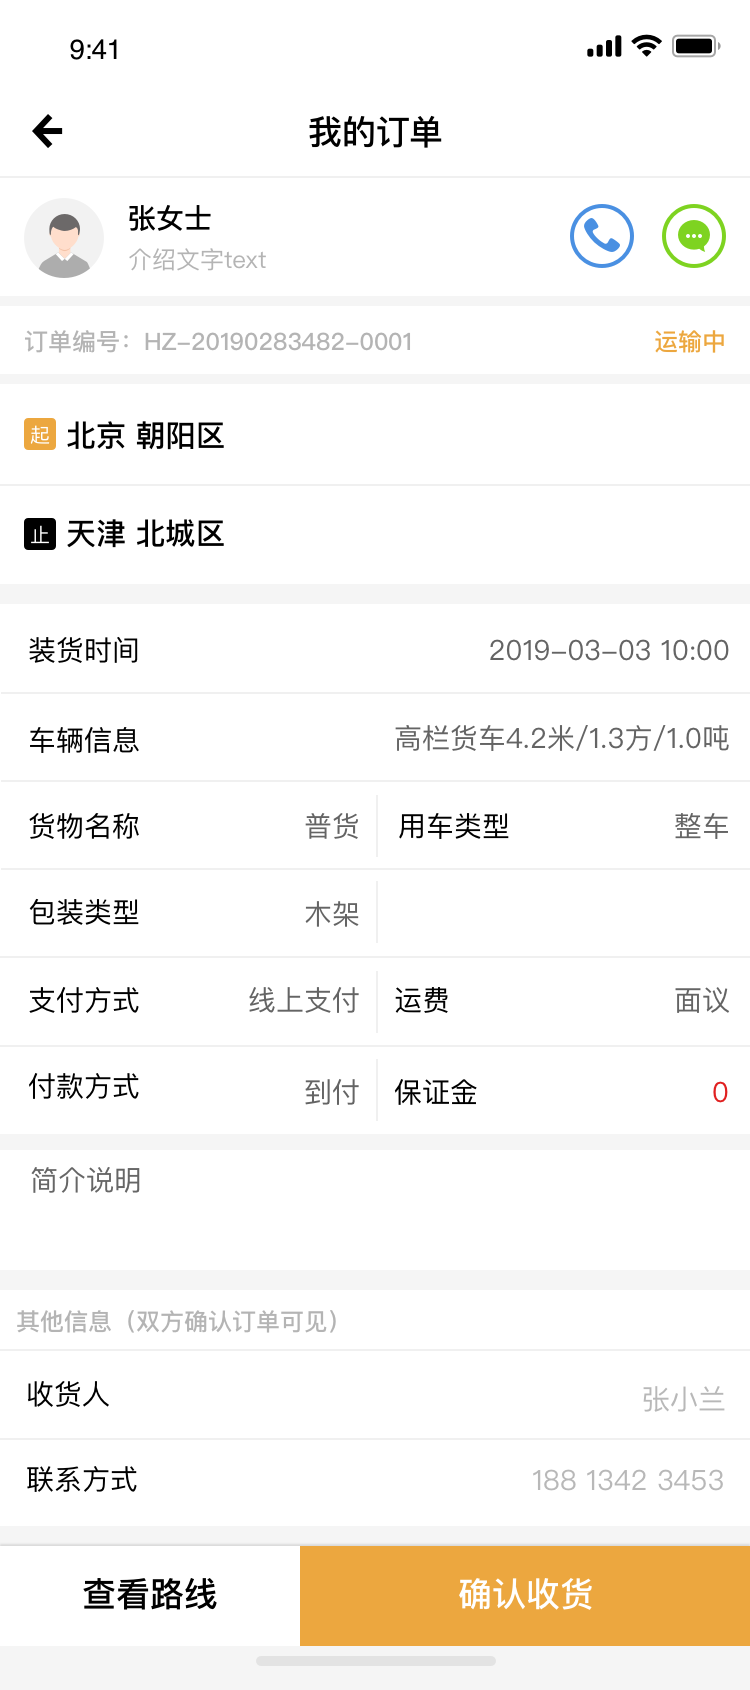 9:41
我的订单
张女士
介绍文字text
订单编号：HZ-20190283482-0001 运输中
起 北京 朝阳区
止 天津 北城区
装货时间 2019-03-03 10:00
车辆信息 高栏货车4.2米/1.3方/1.0吨
货物名称 普货 用车类型 整车
包装类型 木架
支付方式 线上支付 运费 面议
付款方式 到付 保证金 0
简介说明
其他信息（双方确认订单可见）
收货人 张小兰
联系方式 188 1342 3453
查看路线 确认收货